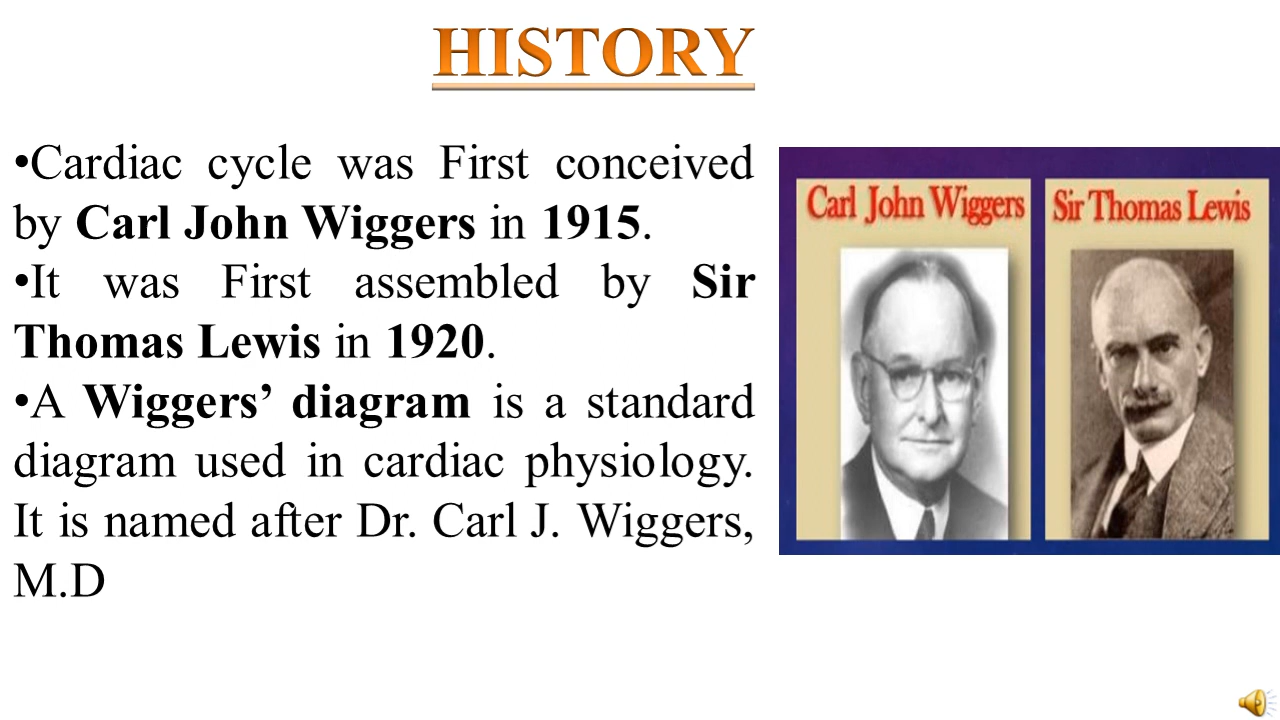 HISTORY
•Cardiac cycle was First conceived
by Carl John Wiggers in 1915.
•It was First assembled by Sir
Thomas Lewis in 1920.
•A Wiggers’ diagram is a standard
diagram used in cardiac physiology.
It is named after Dr. Carl J. Wiggers,
M.D
Carl John Wiggers
Sir Thomas Lewis